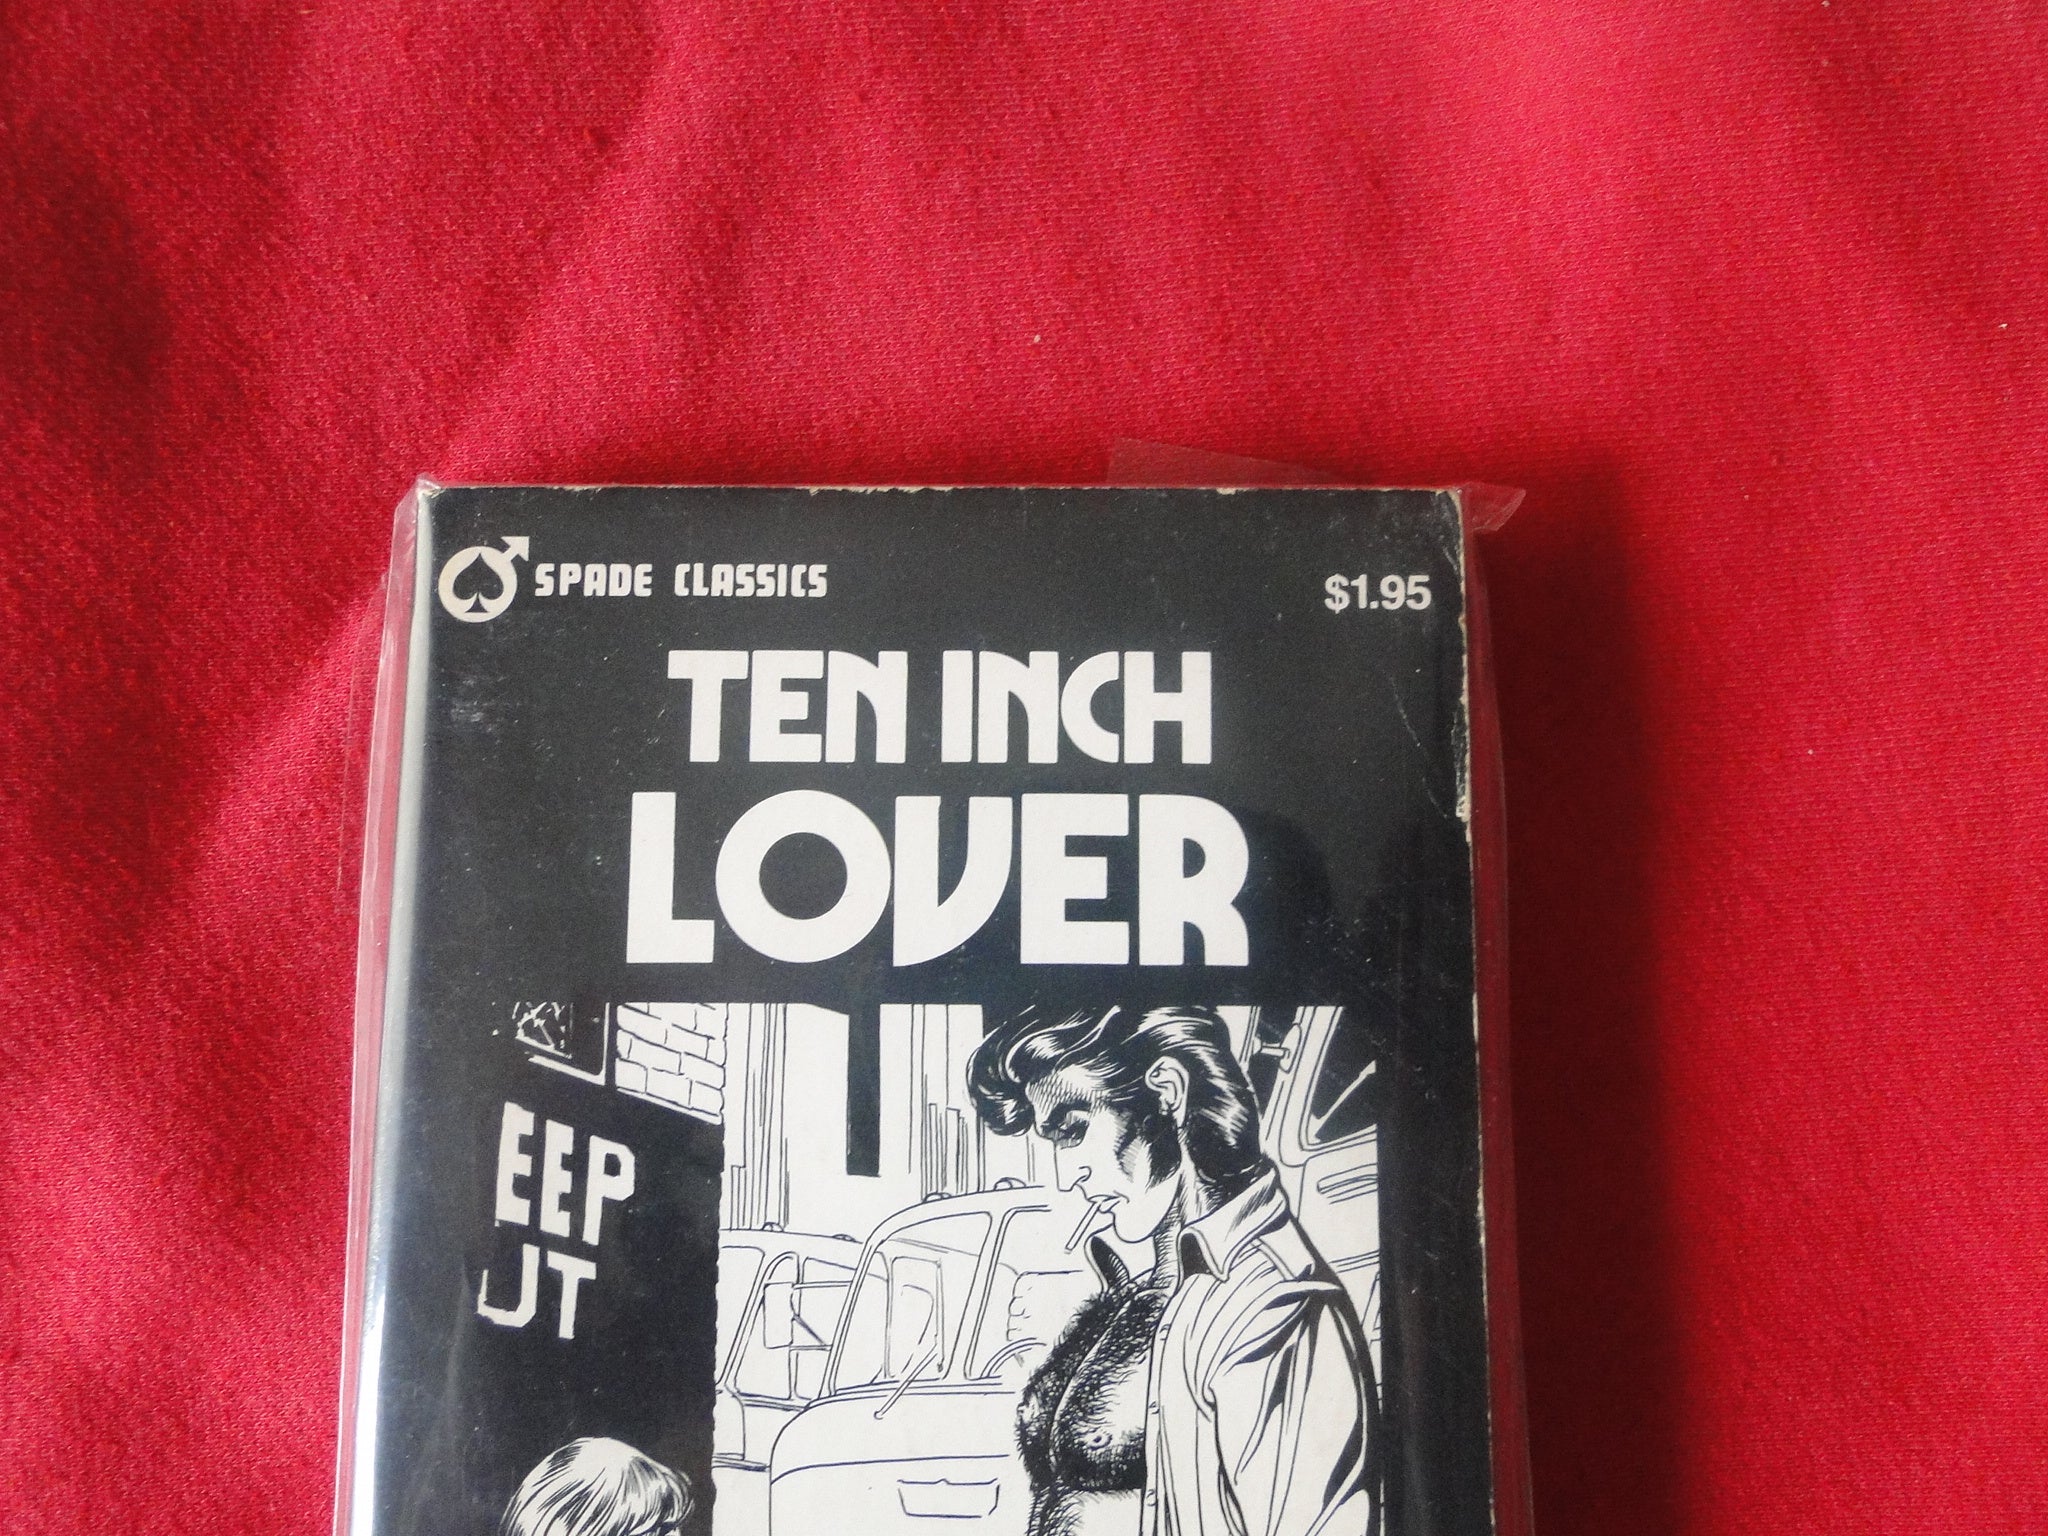 SPADE CLASSICS
$1.95
TEN INCH
LOVER
EEP
JT